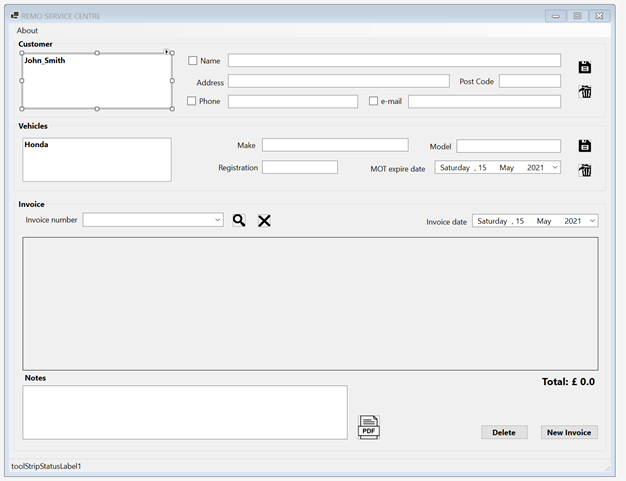 REMO SERVICE CENTRE
About
Customer
John_Smith
Name
Address
Post Code
Phone
e-mail
Vehicles
Honda
Make
Model
Registration
MOT expire date
Saturday , 15 May 2021
Invoice
Invoice number
Invoice date
Saturday , 15 May 2021
Notes
Total: £ 0.0
PDF
Delete
New Invoice
toolStripStatusLabel1